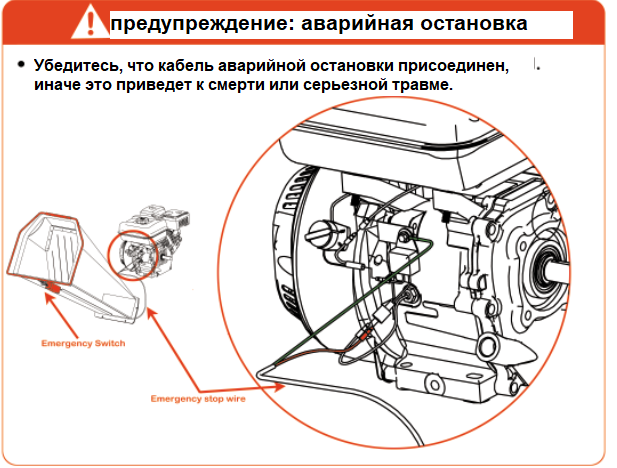 предупреждение: аварийная остановка
• Убедитесь, что кабель аварийной остановки присоединен,
иначе это приведет к смерти или серьезной травме.
Emergency Switch
Emergency stop wire